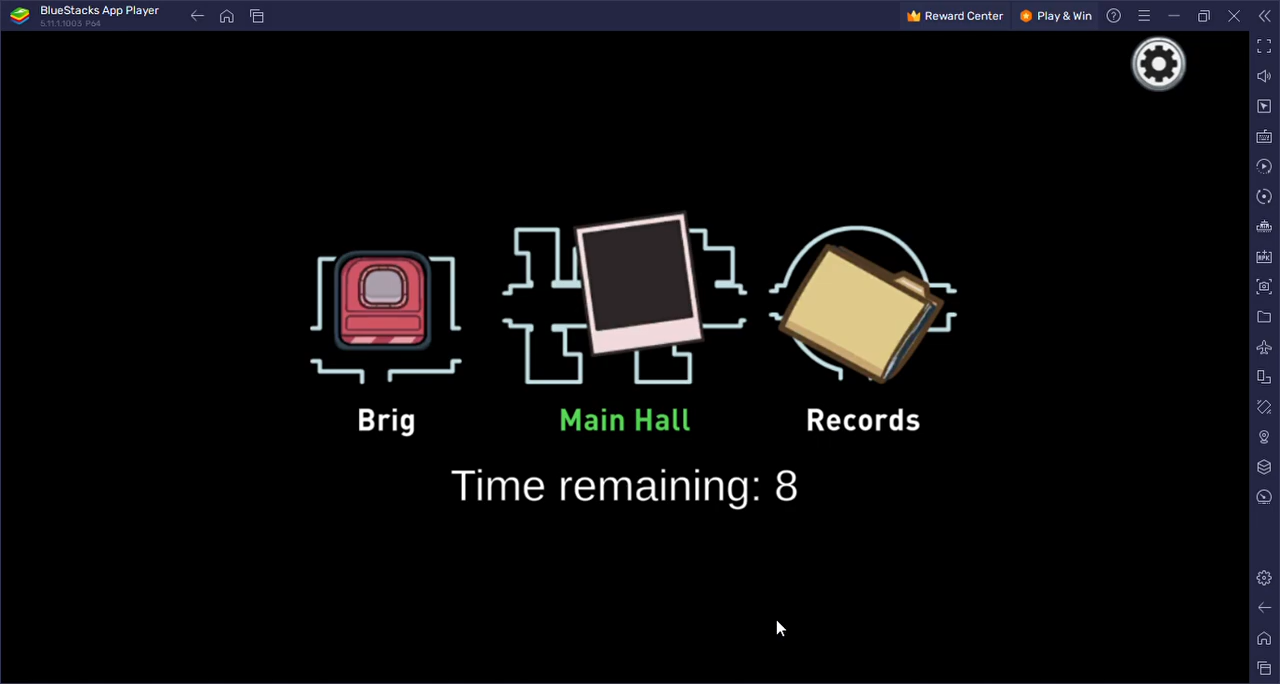 BlueStacks App Player
5.11.1.1003 P64
Reward Center
Play & Win
Brig
Main Hall
Records
Time remaining: 8